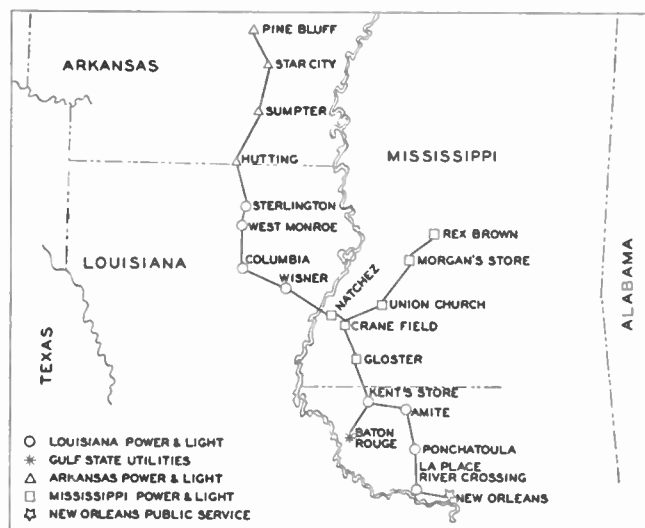 PINE BLUFF
ARKANSAS
STAR CITY
SUMPTER
MISSISSIPPI
HUTTING
STERLINGTON
WEST MONROE
REX BROWN
LOUISIANA
COLUMBIA
MORGAN'S STORE
WISNER
NATCHEZ
UNION CHURCH
ALABAMA
CRANE FIELD
TEXAS
GLOSTER
KENT'S STORE
AMITE
BATON
ROUGE
LOUISIANA POWER & LIGHT
PONCHATOULA
GULF STATE UTILITIES
LA PLACE
RIVER CROSSING
ARKANSAS POWER & LIGHT
MISSISSIPPI POWER & LIGHT
NEW ORLEANS
NEW ORLEANS PUBLIC SERVICE